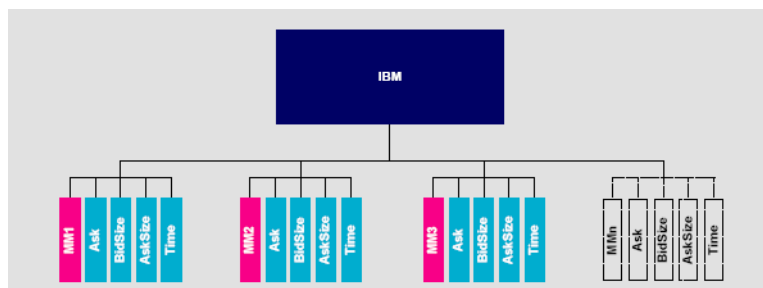 IBM
MM1
Ask
BidSize
AskSize
Time
MM2
Ask
BidSize
AskSize
Time
MM3
Ask
BidSize
AskSize
Time
MMn
Ask
BidSize
AskSize
Time